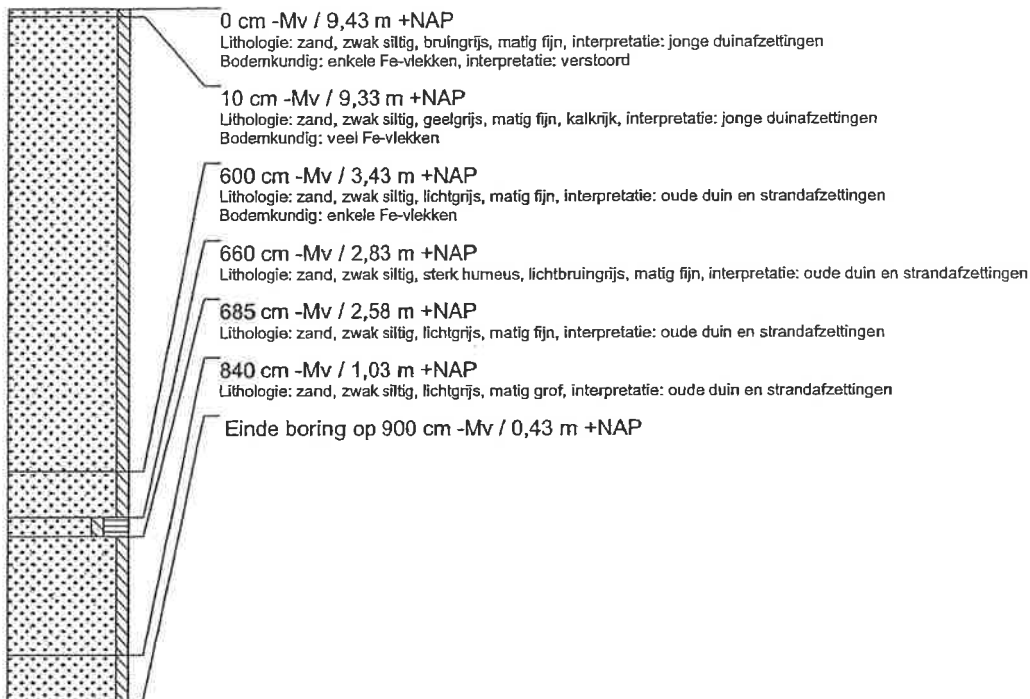 0 cm -Mv / 9,43 m +NAP
Lithologie: zand, zwak siltig, bruingrijs, matig fijn, interpretatie: jonge duinafzettingen
Bodemkundig: enkele Fe-vlekken, interpretatie: verstoord
10 cm -Mv / 9,33 m +NAP
Lithologie: zand, zwak siltig, geelgrijs, matig fijn, kalkrijk, interpretatie: jonge duinafzettingen
Bodemkundig: veel Fe-vlekken
600 cm -Mv / 3,43 m +NAP
Lithologie: zand, zwak siltig, lichtgrijs, matig fijn, interpretatie: oude duin en strandafzettingen
Bodemkundig: enkele Fe-vlekken
660 cm -Mv / 2,83 m +NAP
Lithologie: zand, zwak siltig, sterk humeus, lichtbruingrijs, matig fijn, interpretatie: oude duin en strandafzettingen
685 cm -Mv / 2,58 m +NAP
Lithologie: zand, zwak siltig, lichtgrijs, matig fijn, interpretatie: oude duin en strandafzettingen
840 cm -Mv / 1,03 m +NAP
Lithologie: zand, zwak siltig, lichtgrijs, matig grof, interpretatie: oude duin en strandafzettingen
Einde boring op 900 cm -Mv / 0,43 m +NAP